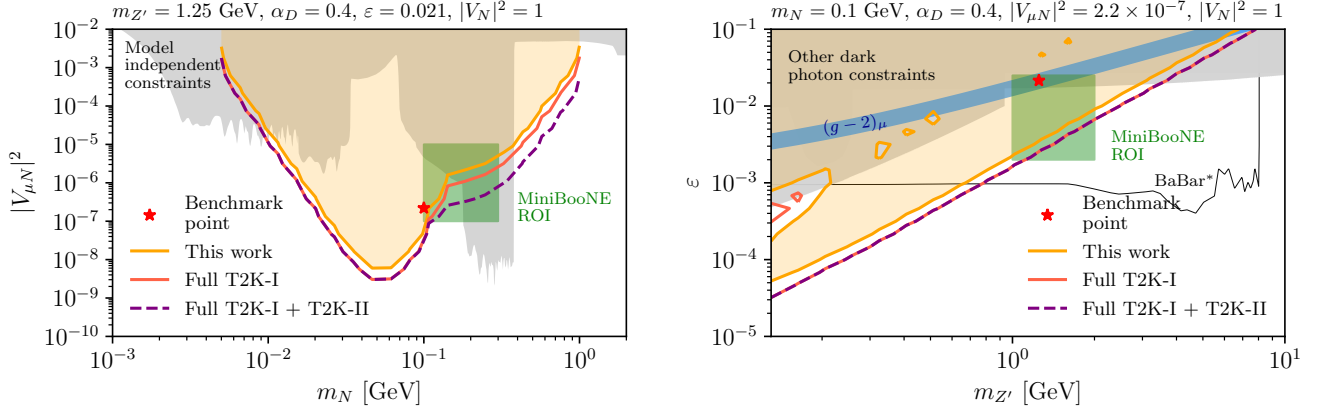 m_{Z'} = 1.25 GeV, α_D = 0.4, ε = 0.021, |V_N|^2 = 1
10^{-2}
10^{-3}
10^{-4}
10^{-5}
10^{-6}
10^{-7}
10^{-8}
10^{-9}
10^{-10}
|V_{μN}|^2
Model
independent
constraints
MiniBooNE
ROI
Benchmark
point
This work
Full T2K-I
Full T2K-I + T2K-II
10^{-3}
10^{-2}
10^{-1}
10^0
m_N [GeV]
m_N = 0.1 GeV, α_D = 0.4, |V_{μN}|^2 = 2.2 × 10^{-7}, |V_N|^2 = 1
10^{-1}
10^{-2}
10^{-3}
10^{-4}
10^{-5}
ε
Other dark
photon constraints
(g − 2)_μ
MiniBooNE
ROI
BaBar*
Benchmark
point
This work
Full T2K-I
Full T2K-I + T2K-II
10^0
10^1
m_{Z'} [GeV]